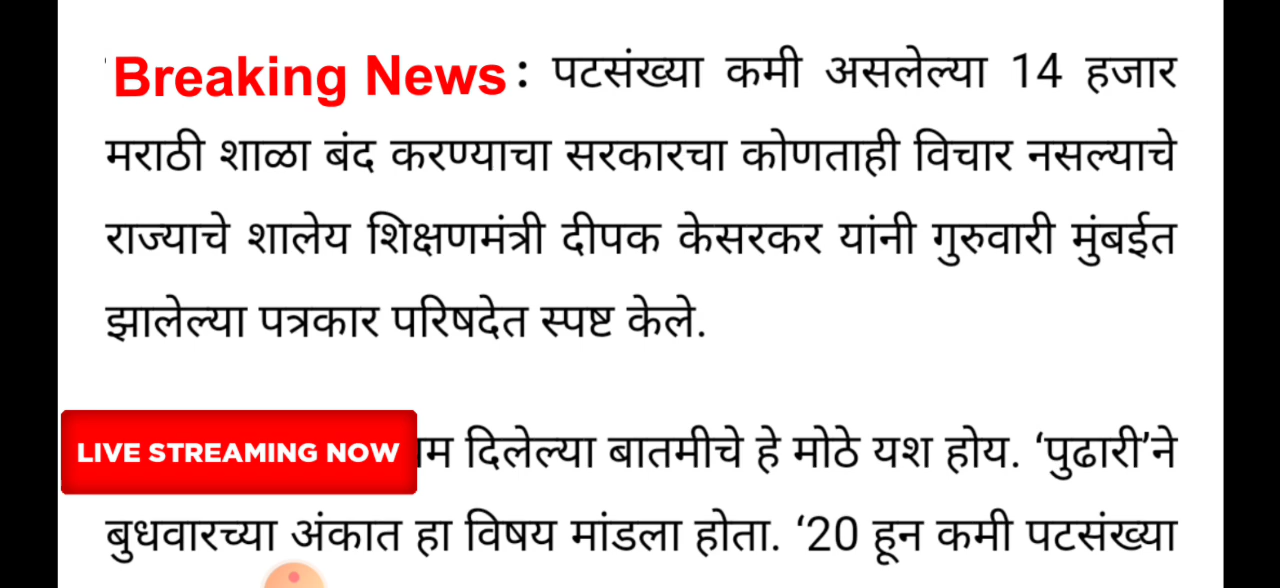 Breaking News: पटसंख्या कमी असलेल्या 14 हजार
मराठी शाळा बंद करण्याचा सरकारचा कोणताही विचार नसल्याचे
राज्याचे शालेय शिक्षणमंत्री दीपक केसरकर यांनी गुरुवारी मुंबईत
झालेल्या पत्रकार परिषदेत स्पष्ट केले.
LIVE STREAMING NOW दिलेल्या बातमीचे हे मोठे यश होय. ‘पुढारी’ने
बुधवारच्या अंकात हा विषय मांडला होता. ‘20 हून कमी पटसंख्या